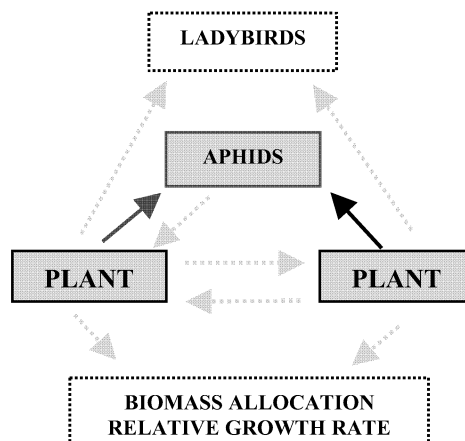 LADYBIRDS
APHIDS
PLANT PLANT
BIOMASS ALLOCATION
RELATIVE GROWTH RATE